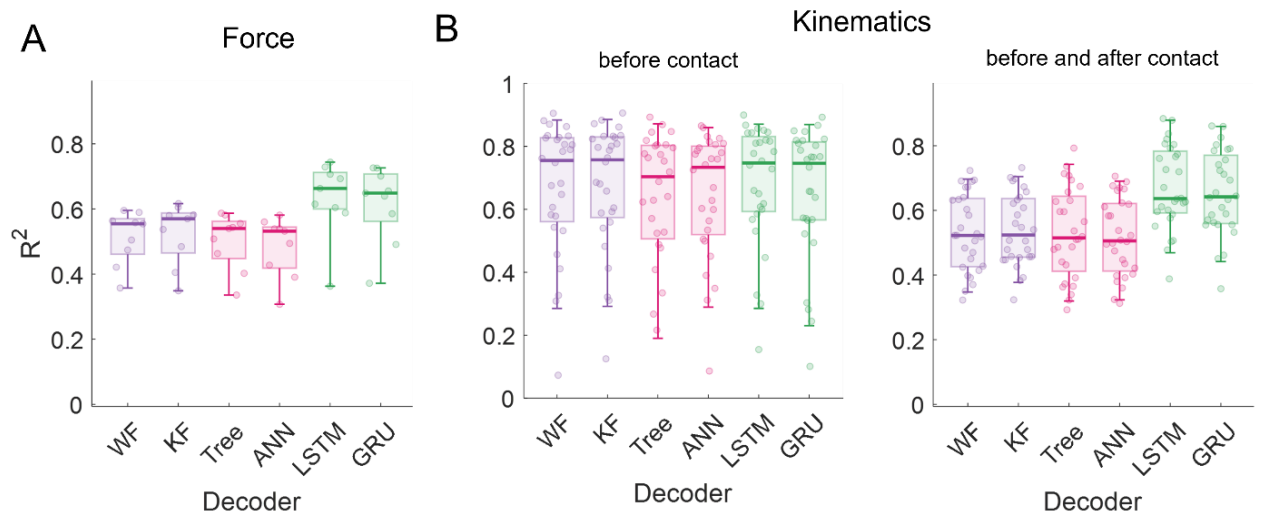 A
Force
R²
0.8
0.6
0.4
0.2
0
WF
KF
Tree
ANN
LSTM
GRU
Decoder
B
Kinematics
before contact
1
0.8
0.6
0.4
0.2
0
WF
KF
Tree
ANN
LSTM
GRU
Decoder
before and after contact
0.8
0.6
0.4
0.2
0
WF
KF
Tree
ANN
LSTM
GRU
Decoder